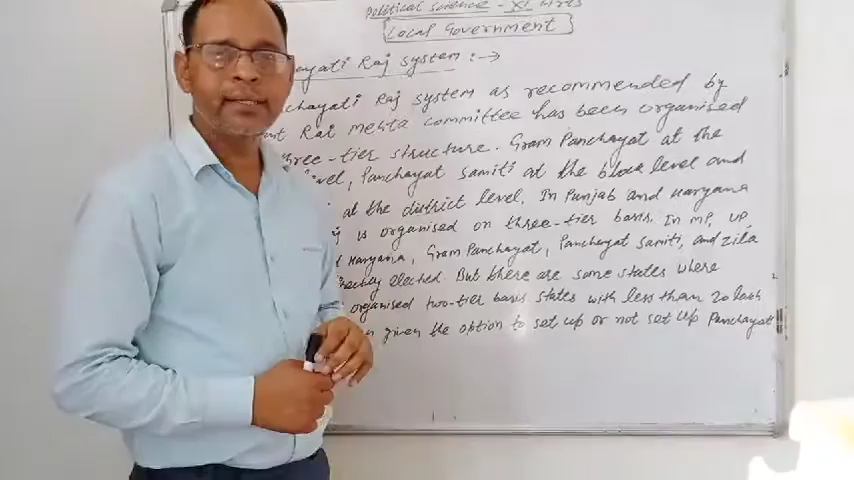 Political Science - XI Arts
Local Government
hayati Raj System :→
chayati Raj System as recommended by
Raj Mehta committee has been organised
three-tier structure. Gram Panchayat at the
level, Panchayat Samiti at the block level and
at the district level. In Punjab and Haryana
is organised on three-tier basis. In MP, UP,
Haryana, Gram Panchayat, Panchayat Samiti, and Zila
elected. But there are some states where
organised two-tier basis states with less than 20 lakh
given the option to set up or not set up Panchayat